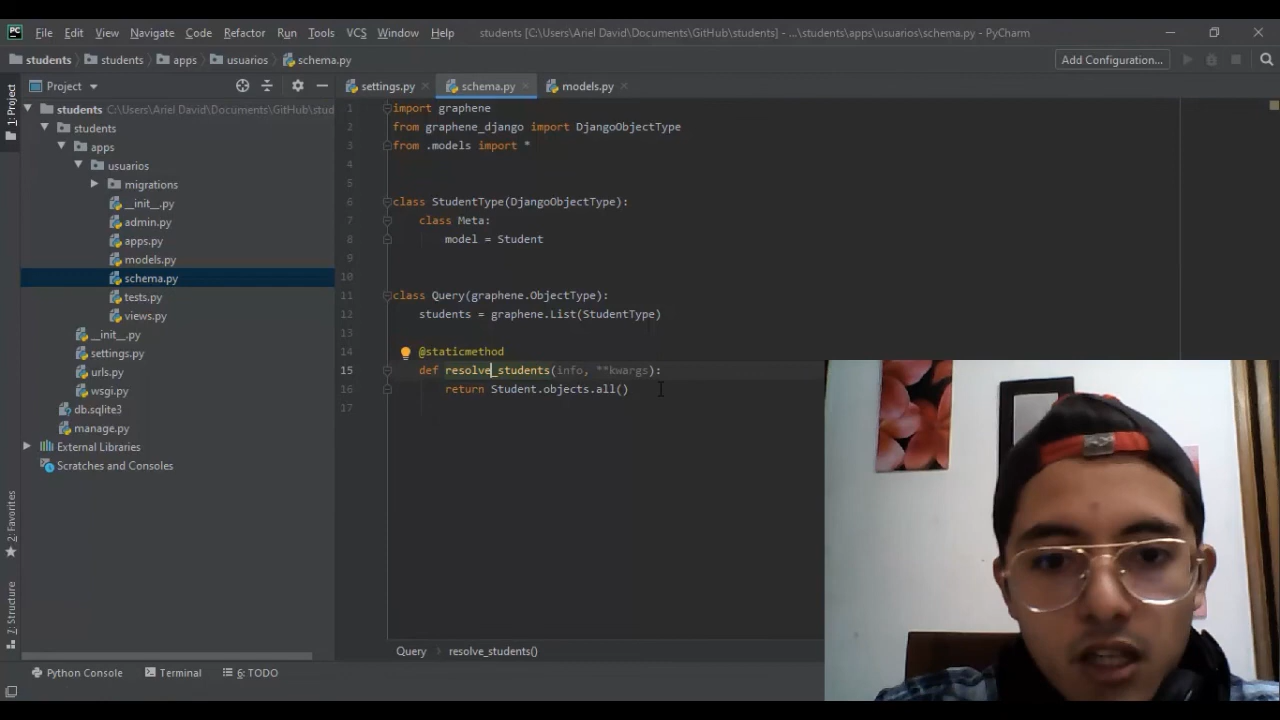 PC File Edit View Navigate Code Refactor Run Tools VCS Window Help students [C:\Users\Ariel David\Documents\GitHub\students] - ...\students\apps\usuarios\schema.py - PyCharm
students students apps usuarios schema.py Add Configuration...
1: Project
Project
students C:\Users\Ariel David\Documents\GitHub\stud
students
apps
usuarios
migrations
__init__.py
admin.py
apps.py
models.py
schema.py
tests.py
views.py
__init__.py
settings.py
urls.py
wsgi.py
db.sqlite3
manage.py
External Libraries
Scratches and Consoles
2: Favorites
7: Structure
settings.py schema.py models.py
1 import graphene
2 from graphene_django import DjangoObjectType
3 from .models import *
4
5
6 class StudentType(DjangoObjectType):
7 class Meta:
8 model = Student
9
10
11 class Query(graphene.ObjectType):
12 students = graphene.List(StudentType)
13
14 @staticmethod
15 def resolve_students(info, **kwargs):
16 return Student.objects.all()
17
Query resolve_students()
Python Console Terminal 6: TODO